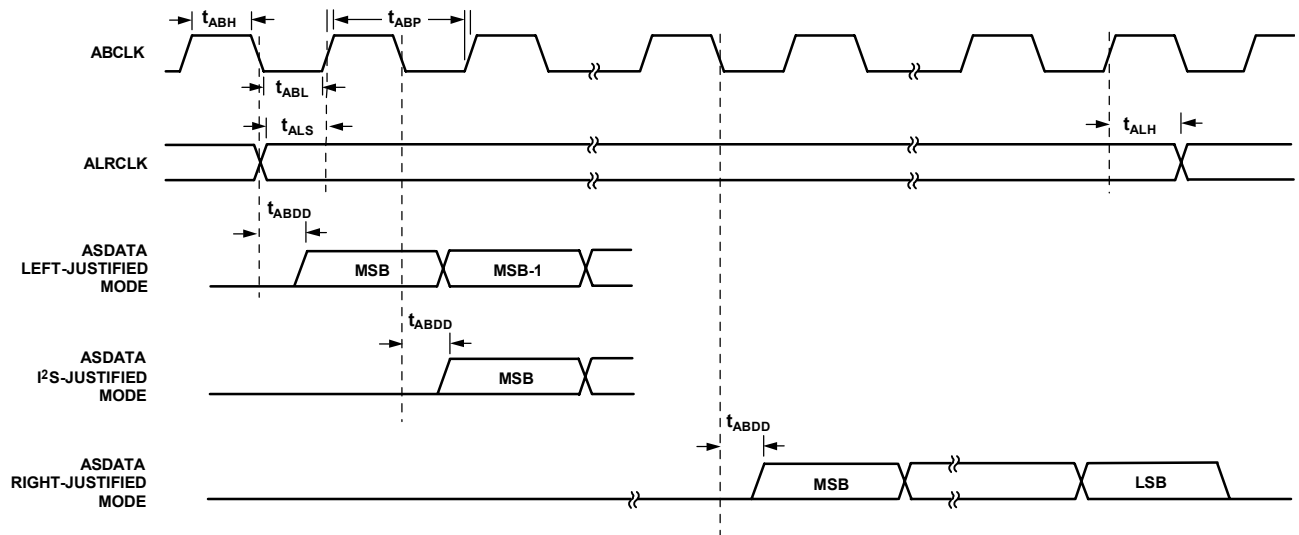 tABH
tABP
ABCLK
tABL
tALS
tALH
ALRCLK
tABDD
ASDATA
LEFT-JUSTIFIED
MODE
MSB
MSB-1
tABDD
ASDATA
I²S-JUSTIFIED
MODE
MSB
tABDD
ASDATA
RIGHT-JUSTIFIED
MODE
MSB
LSB